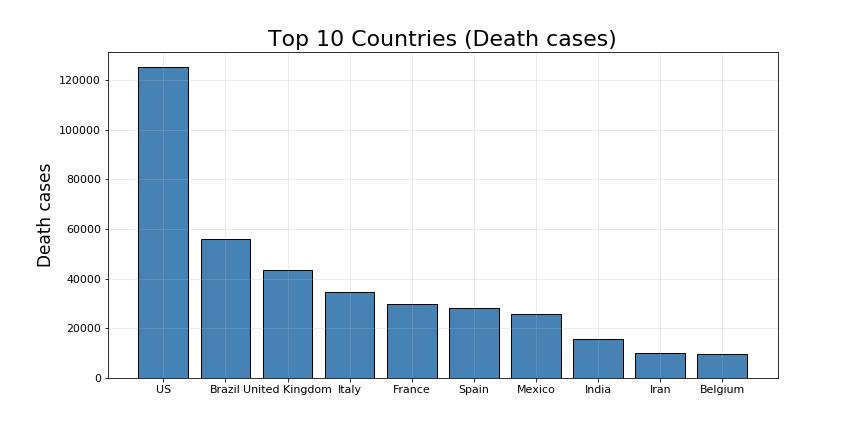 Top 10 Countries (Death cases)
Death cases
120000
100000
80000
60000
40000
20000
0
US Brazil United Kingdom Italy France Spain Mexico India Iran Belgium